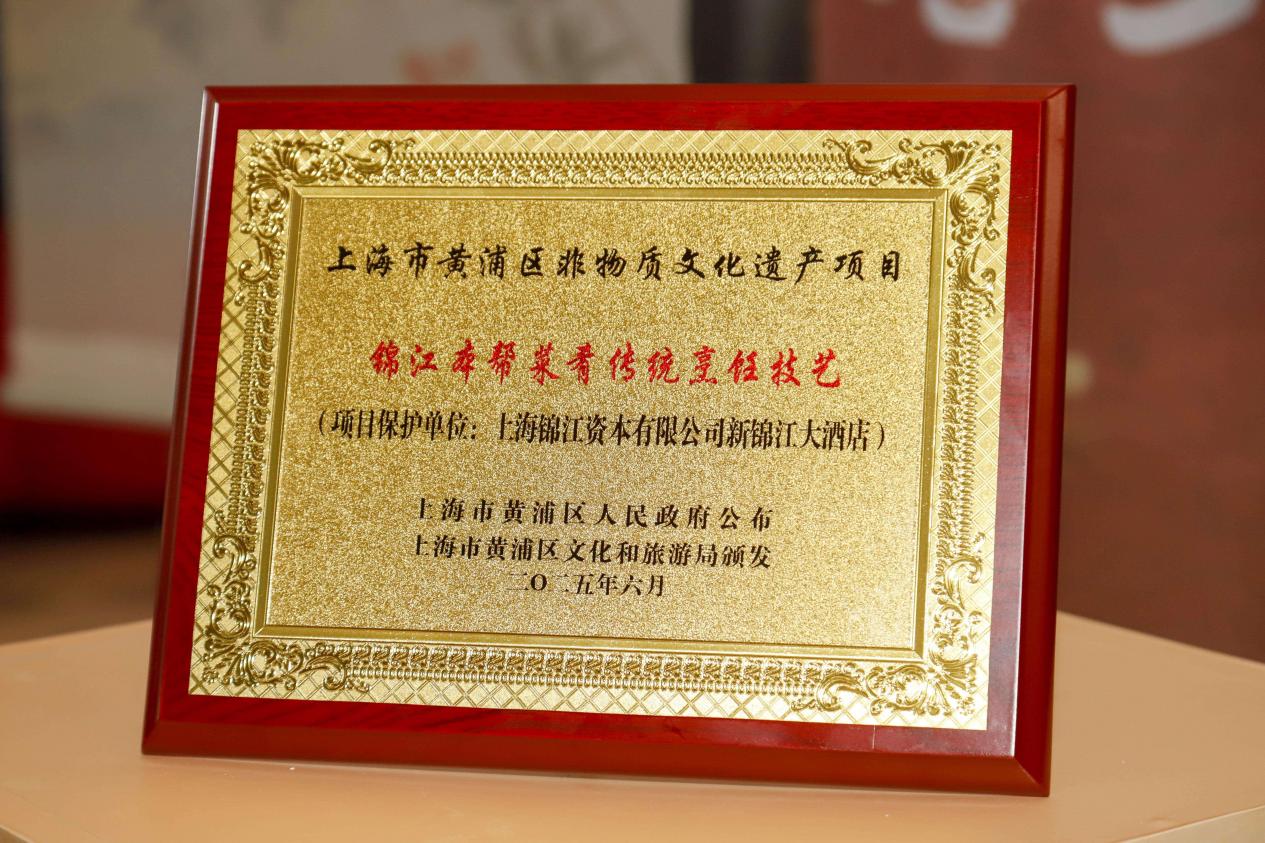 上海市黄浦区非物质文化遗产项目
锦江本帮菜肴传统烹饪技艺
（项目保护单位：上海锦江资本有限公司新锦江大酒店）
上海市黄浦区人民政府公布
上海市黄浦区文化和旅游局颁发
二〇二五年六月